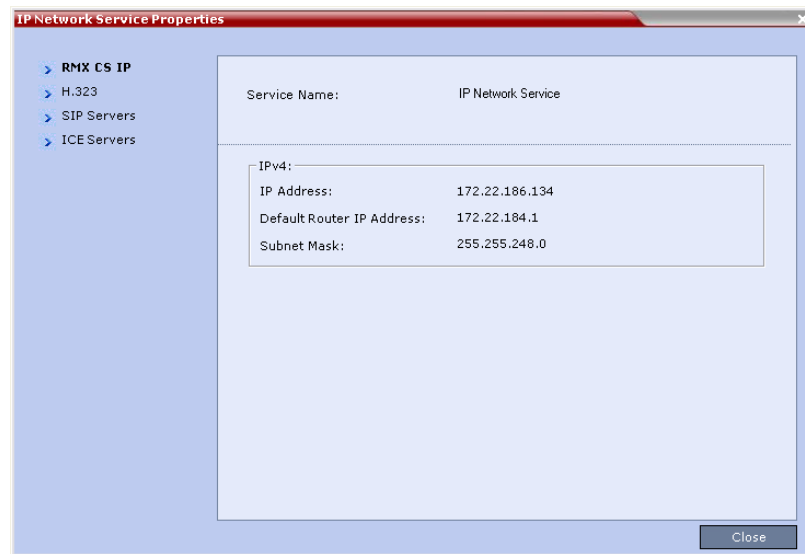 IP Network Service Properties
RMX CS IP
H.323
SIP Servers
ICE Servers
Service Name: IP Network Service
IPv4:
IP Address: 172.22.186.134
Default Router IP Address: 172.22.184.1
Subnet Mask: 255.255.248.0
Close